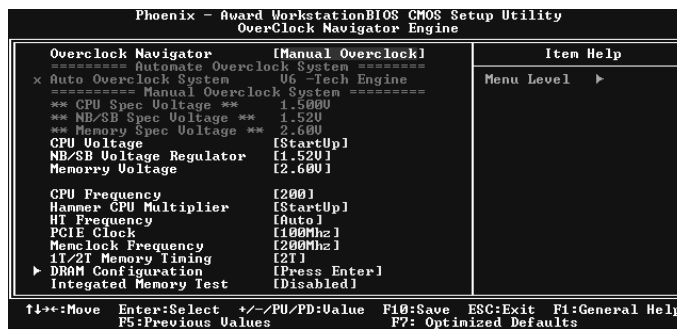 Phoenix - Award WorkstationBIOS CMOS Setup Utility
OverClock Navigator Engine
Overclock Navigator [Manual Overclock]
========= Automate Overclock System ========
x Auto Overclock System V6 -Tech Engine
========== Manual Overclock System =========
** CPU Spec Voltage ** 1.500V
** NB/SB Spec Voltage ** 1.52V
** Memory Spec Voltage ** 2.60V
CPU Voltage [StartUp]
NB/SB Voltage Regulator [1.52V]
Memorry Voltage [2.60V]
CPU Frequency [200]
Hammer CPU Multiplier [StartUp]
HT Frequency [Auto]
PCIE Clock [100Mhz]
Memclock Frequency [200Mhz]
1T/2T Memory Timing [2T]
▶ DRAM Configuration [Press Enter]
Integated Memory Test [Disabled]
Item Help
Menu Level ▶
↑↓→←:Move Enter:Select +/-/PU/PD:Value F10:Save ESC:Exit F1:General Help
F5:Previous Values F7: Optimized Defaults